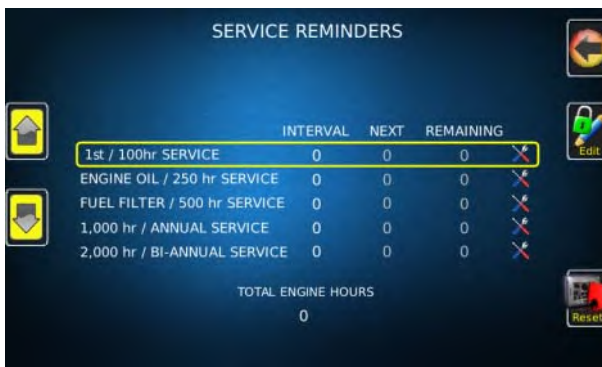 SERVICE REMINDERS
INTERVAL NEXT REMAINING
1st / 100hr SERVICE 0 0 0
Edit
ENGINE OIL / 250 hr SERVICE 0 0 0
FUEL FILTER / 500 hr SERVICE 0 0 0
1,000 hr / ANNUAL SERVICE 0 0 0
2,000 hr / BI-ANNUAL SERVICE 0 0 0
TOTAL ENGINE HOURS
0
Reset